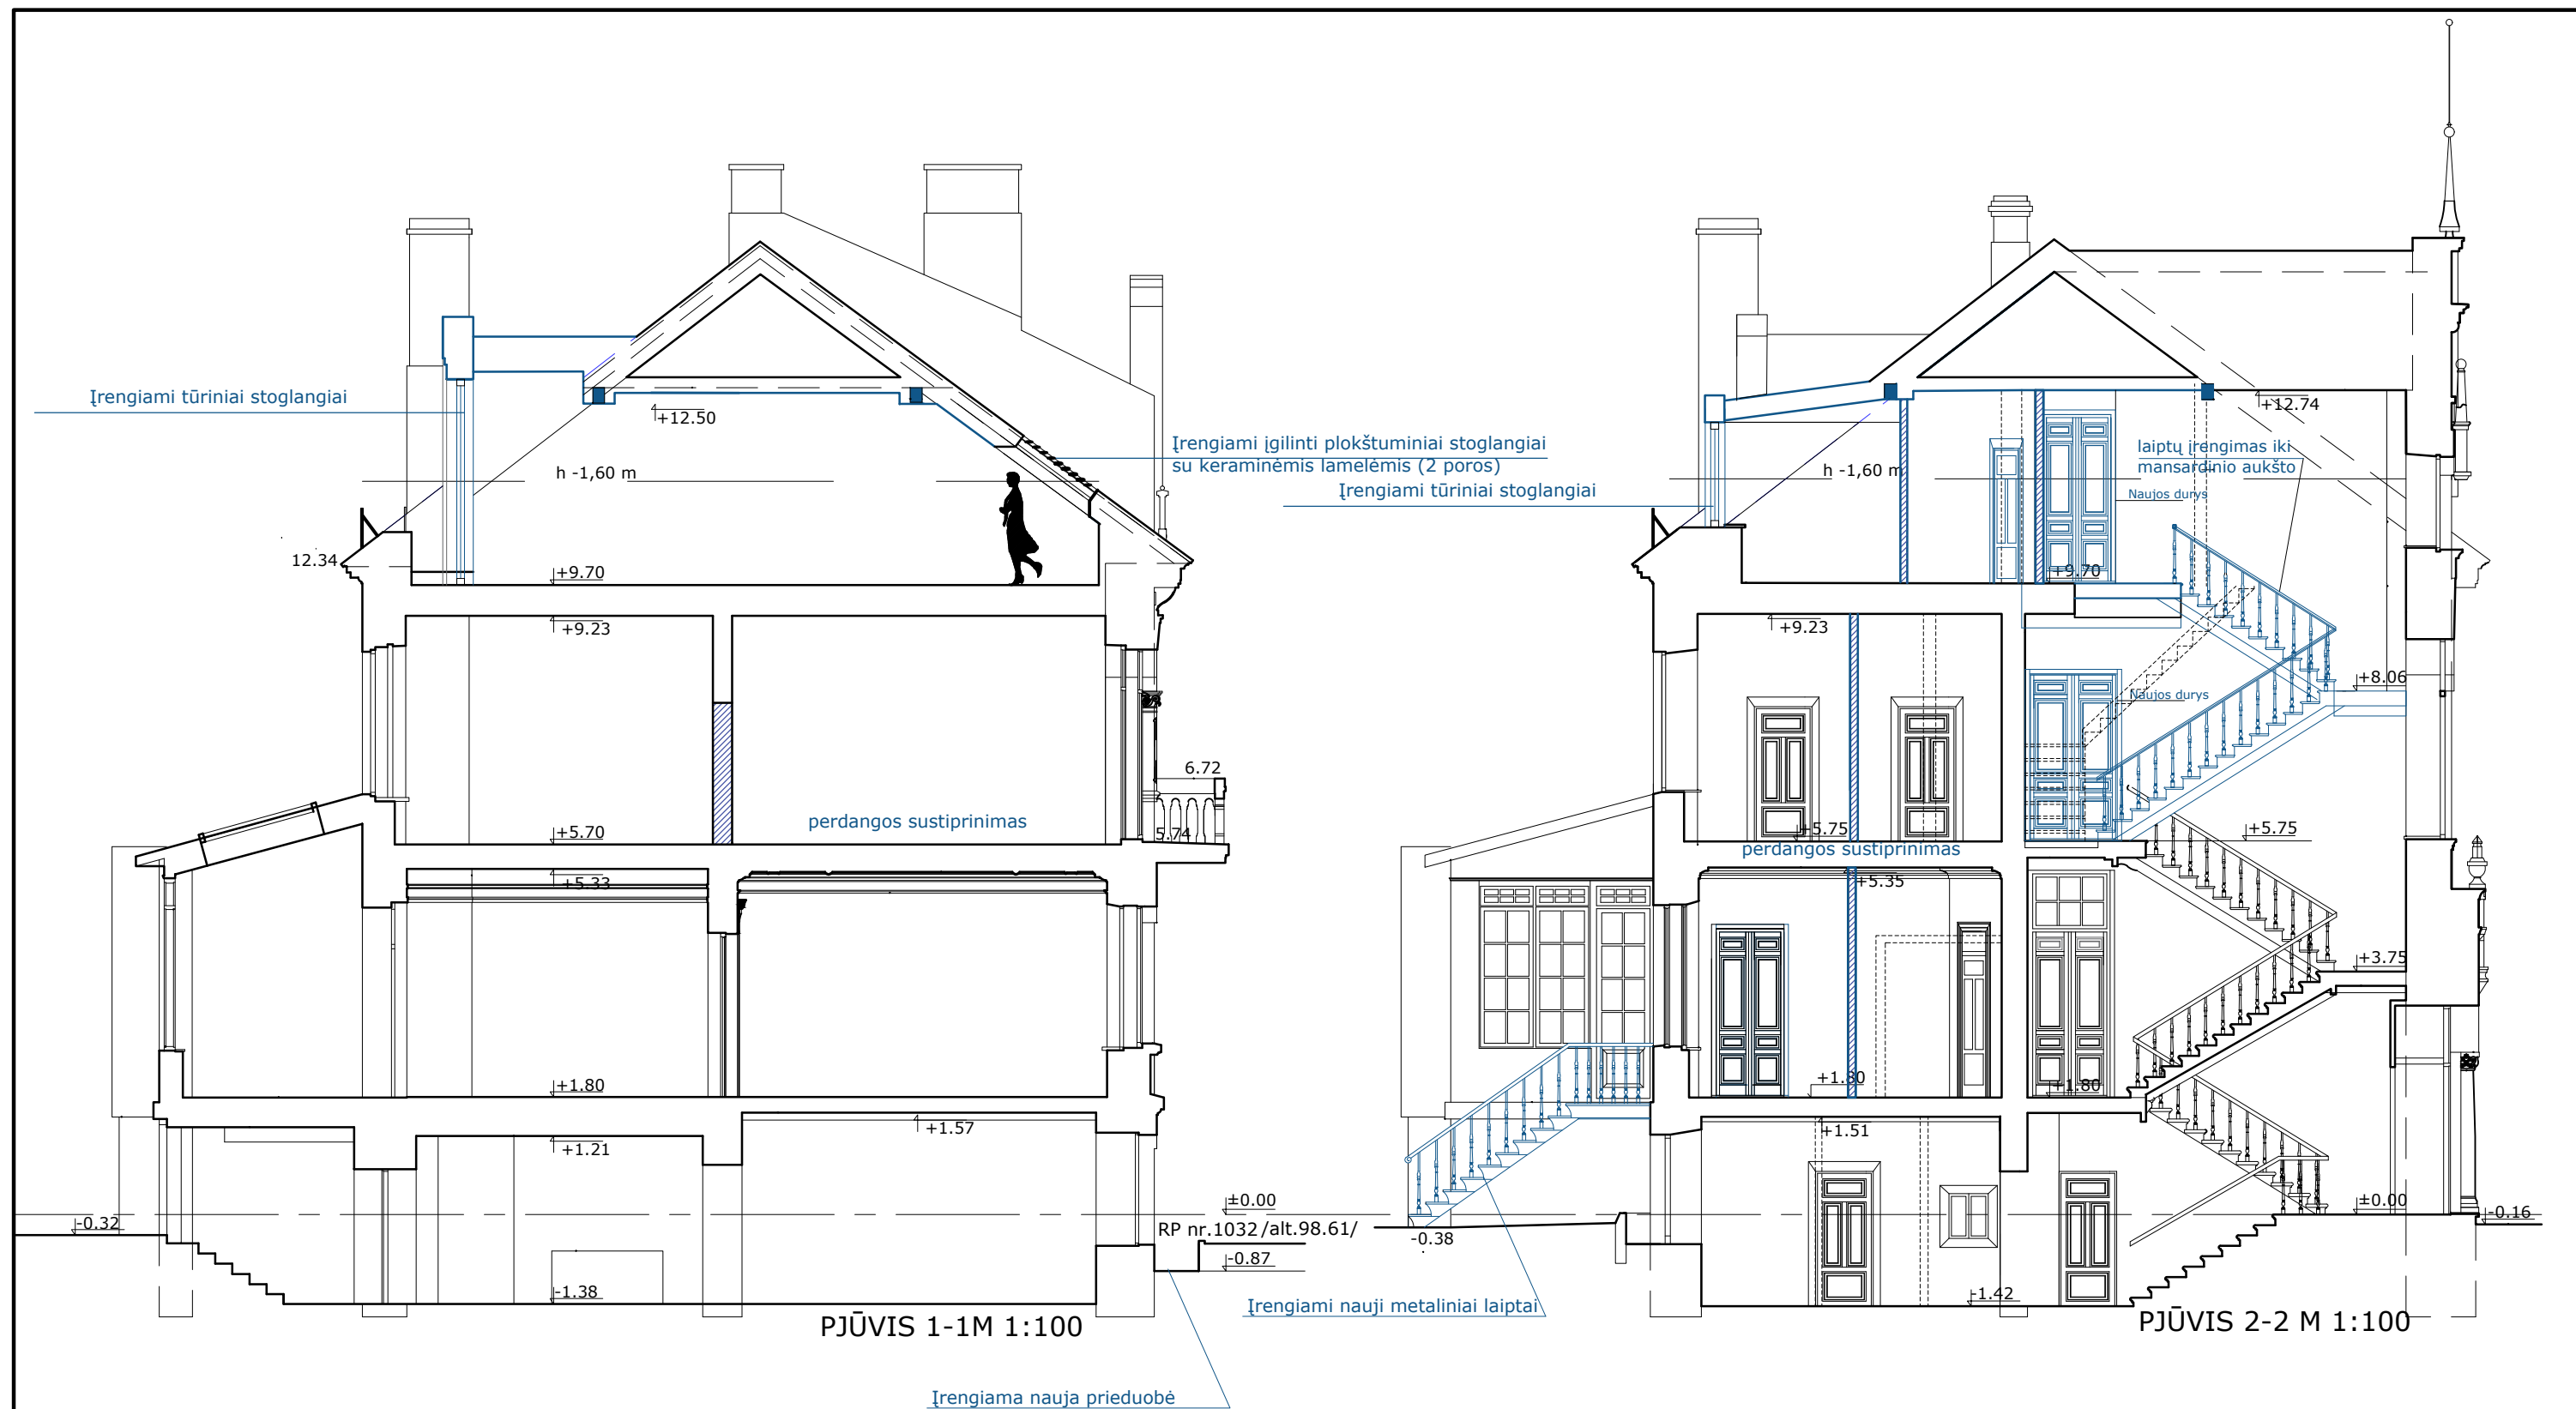 Įrengiami tūriniai stoglangiai
+12.50
h -1,60 m
12.34
+9.70
+9.23
6.72
+5.70
perdangos sustiprinimas
5.74
+5.33
+1.80
+1.57
+1.21
-0.32
-1.38
±0.00
RP nr.1032/alt.98.61/
-0.87
PJŪVIS 1-1M 1:100
Įrengiama nauja prieduobė
Įrengiami įgilinti plokštuminiai stoglangiai
su keraminėmis lamelėmis (2 poros)
Įrengiami tūriniai stoglangiai
+12.74
laiptų įrengimas iki
mansardinio aukšto
h -1,60 m
Naujos durys
+9.70
+9.23
+8.06
Naujos durys
+5.75
+5.75
perdangos sustiprinimas
+5.35
+3.75
+1.80
+1.80
+1.51
±0.00
-0.16
-0.38
-1.42
Įrengiami nauji metaliniai laiptai
PJŪVIS 2-2 M 1:100